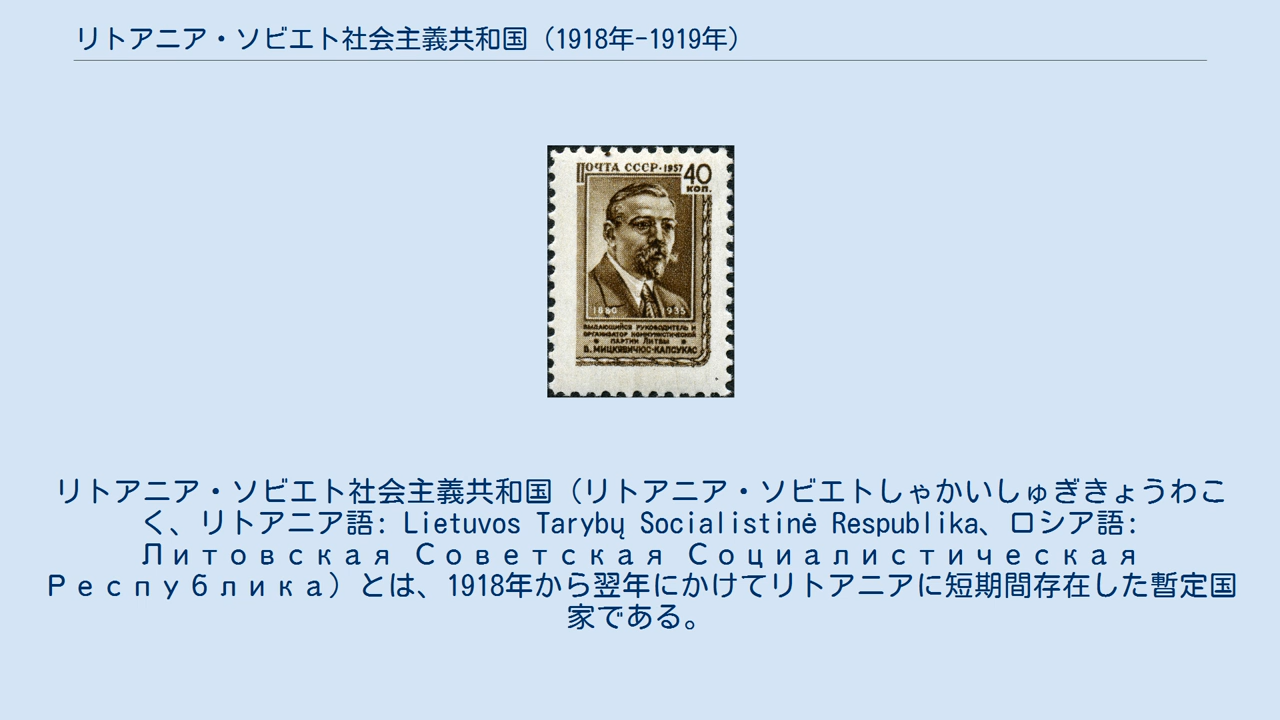 リトアニア・ソビエト社会主義共和国（1918年-1919年）
ПОЧТА СССР·1957 40
КОП.
1880 1935
ВЫДАЮЩИЙСЯ РУКОВОДИТЕЛЬ И
ОРГАНИЗАТОР КОММУНИСТИЧЕСКОЙ
ПАРТИИ ЛИТВЫ
В. МИЦКЯВИЧЮС-КАПСУКАС
リトアニア・ソビエト社会主義共和国（リトアニア・ソビエトしゃかいしゅぎきょうわこ
く、リトアニア語: Lietuvos Tarybų Socialistinė Respublika、ロシア語:
Литовская Советская Социалистическая
Республика）とは、1918年から翌年にかけてリトアニアに短期間存在した暫定国
家である。